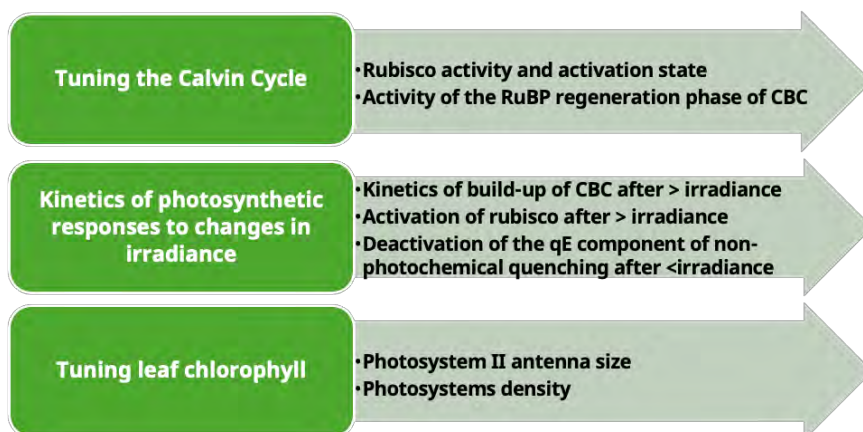 Tuning the Calvin Cycle
•Rubisco activity and activation state
•Activity of the RuBP regeneration phase of CBC
Kinetics of photosynthetic
responses to changes in
irradiance
•Kinetics of build-up of CBC after > irradiance
•Activation of rubisco after > irradiance
•Deactivation of the qE component of non-
photochemical quenching after <irradiance
Tuning leaf chlorophyll
•Photosystem II antenna size
•Photosystems density